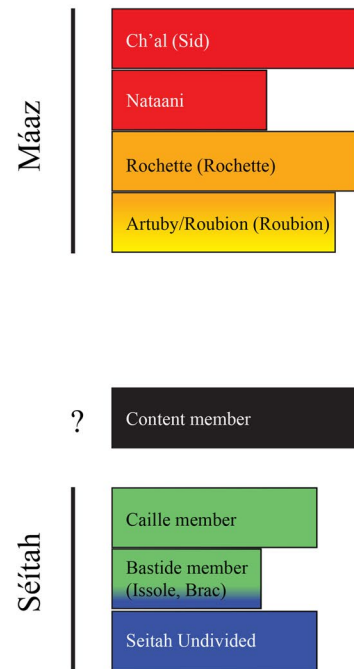 Máaz
Ch'al (Sid)
Nataani
Rochette (Rochette)
Artuby/Roubion (Roubion)
?
Content member
Séítah
Caille member
Bastide member
(Issole, Brac)
Seitah Undivided